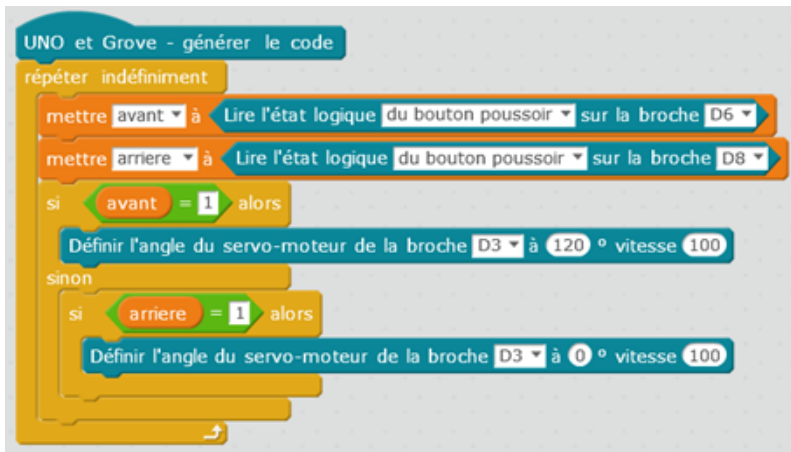 UNO et Grove - générer le code
répéter indéfiniment
mettre avant à Lire l'état logique du bouton poussoir sur la broche D6
mettre arriere à Lire l'état logique du bouton poussoir sur la broche D8
si avant = 1 alors
Définir l'angle du servo-moteur de la broche D3 à 120 ° vitesse 100
sinon
si arriere = 1 alors
Définir l'angle du servo-moteur de la broche D3 à 0 ° vitesse 100